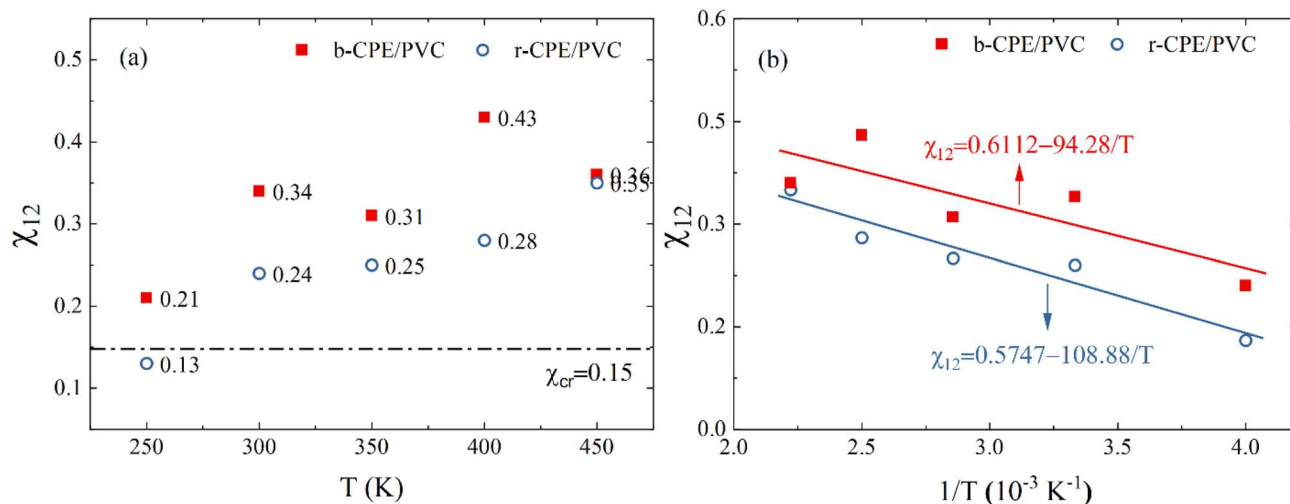 (a)
b-CPE/PVC
r-CPE/PVC
0.5
0.4
0.3
0.2
0.1
χ12
0.21
0.34
0.31
0.43
0.36
0.13
0.24
0.25
0.28
0.35
χcr=0.15
250
300
350
400
450
T (K)
(b)
b-CPE/PVC
r-CPE/PVC
0.6
0.5
0.3
0.2
0.0
χ12
χ12=0.6112−94.28/T
χ12=0.5747−108.88/T
2.0
2.5
3.0
3.5
4.0
1/T (10-3 K-1)